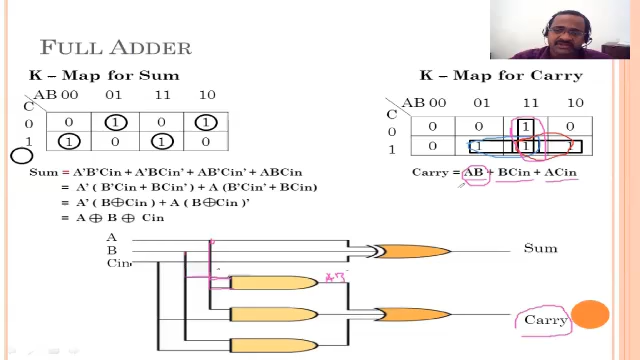 FULL ADDER
K – Map for Sum
AB 00 01 11 10
C
0 0 1 0 1
1 1 0 1 0
Sum = A'B'Cin + A'BCin' + AB'Cin' + ABCin
= A' ( B'Cin + BCin') + A (B'Cin' + BCin)
= A' ( B⊕Cin) + A ( B⊕Cin )'
= A ⊕ B ⊕ Cin
K – Map for Carry
AB 00 01 11 10
C
0 0 0 1 0
1 0 1 1 1
Carry = AB + BCin + ACin
A
B
Cin
AB
Sum
Carry